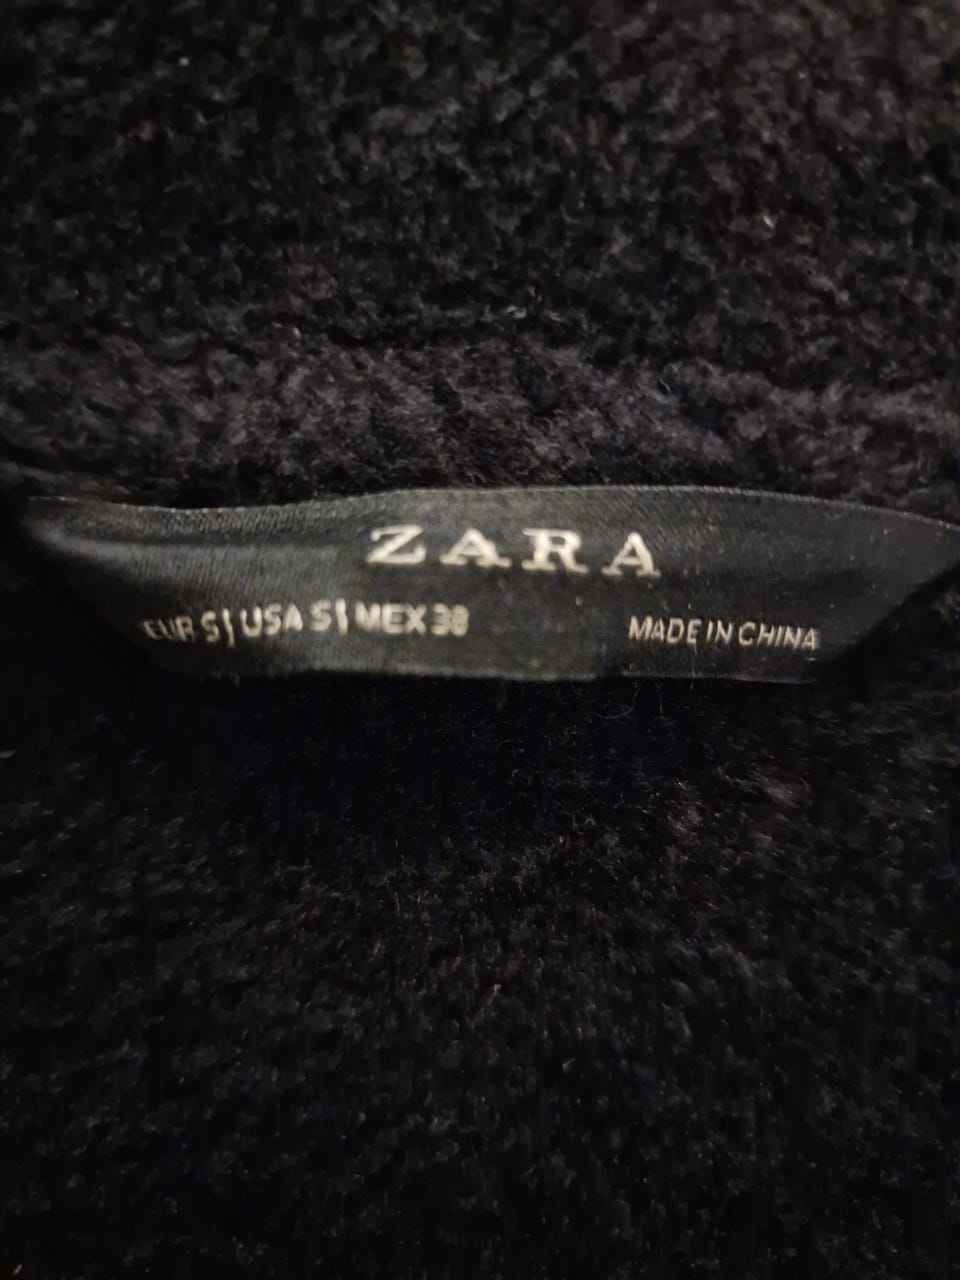 ZARA
EUR S | USA S | MEX 38 MADE IN CHINA